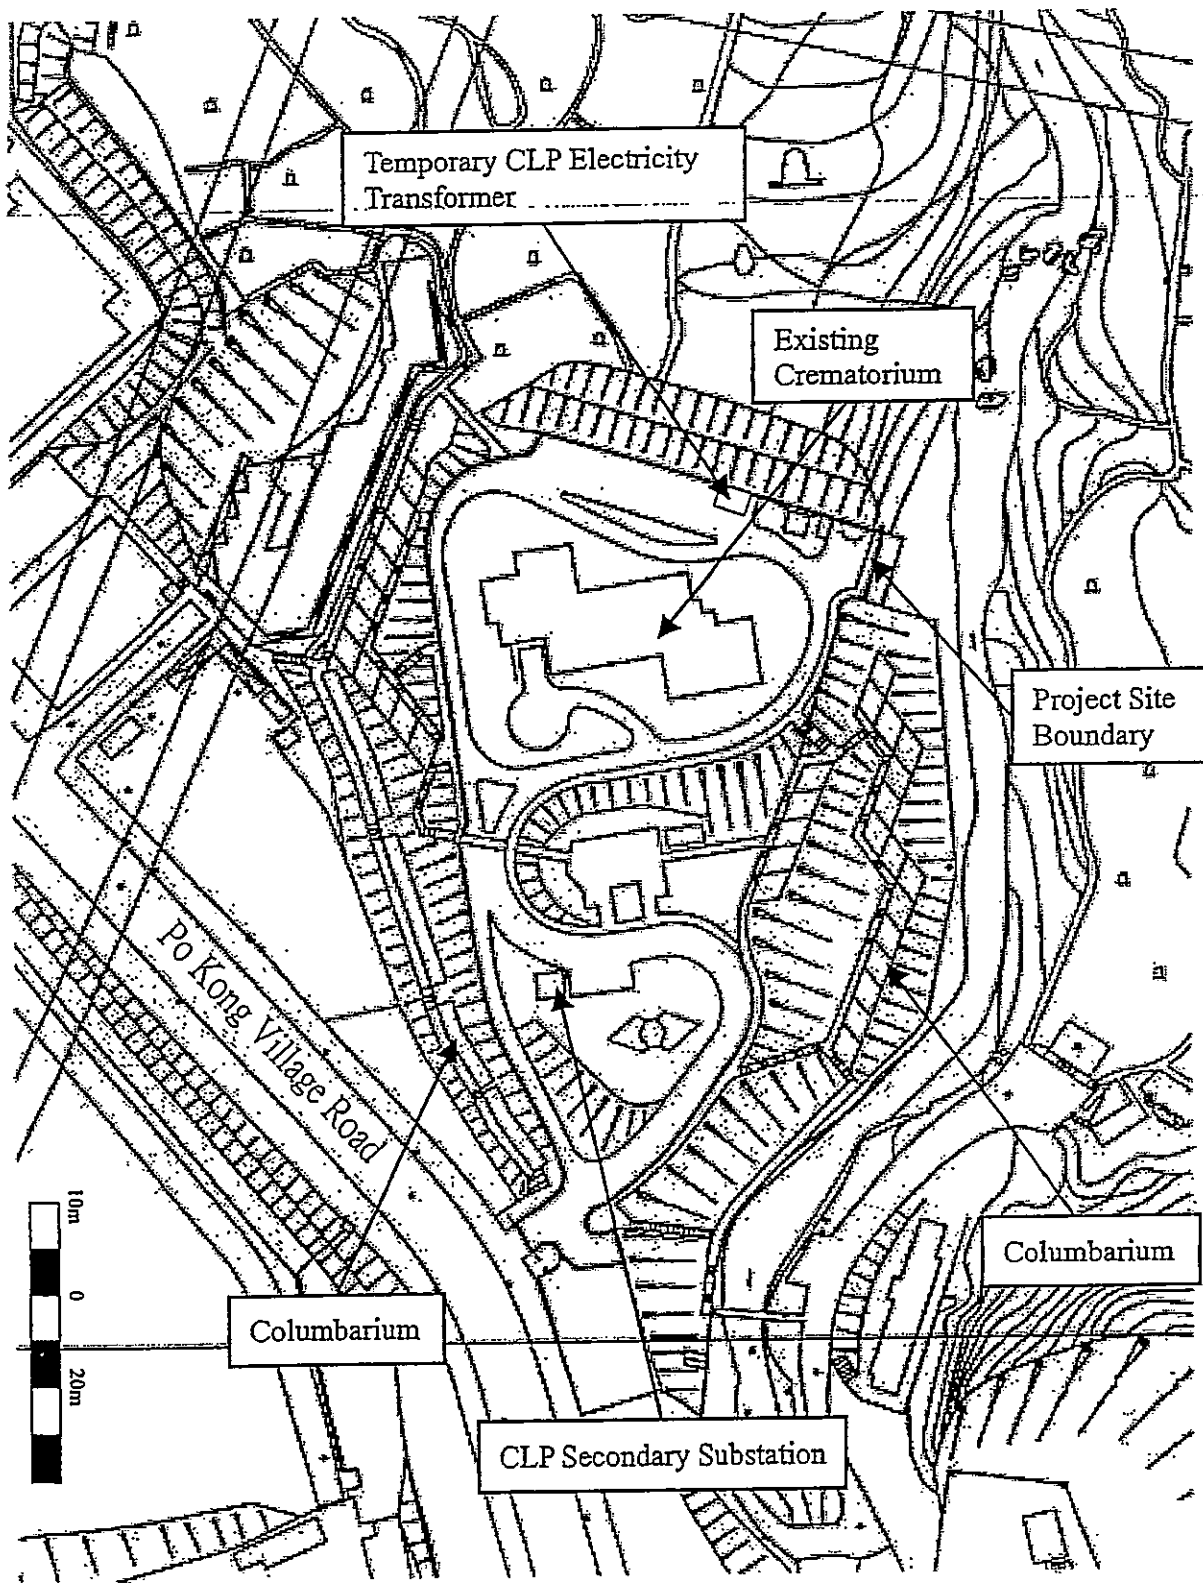 Temporary CLP Electricity
Transformer
Existing
Crematorium
Project Site
Boundary
Po Kong Village Road
10m
0
20m
Columbarium
Columbarium
CLP Secondary Substation